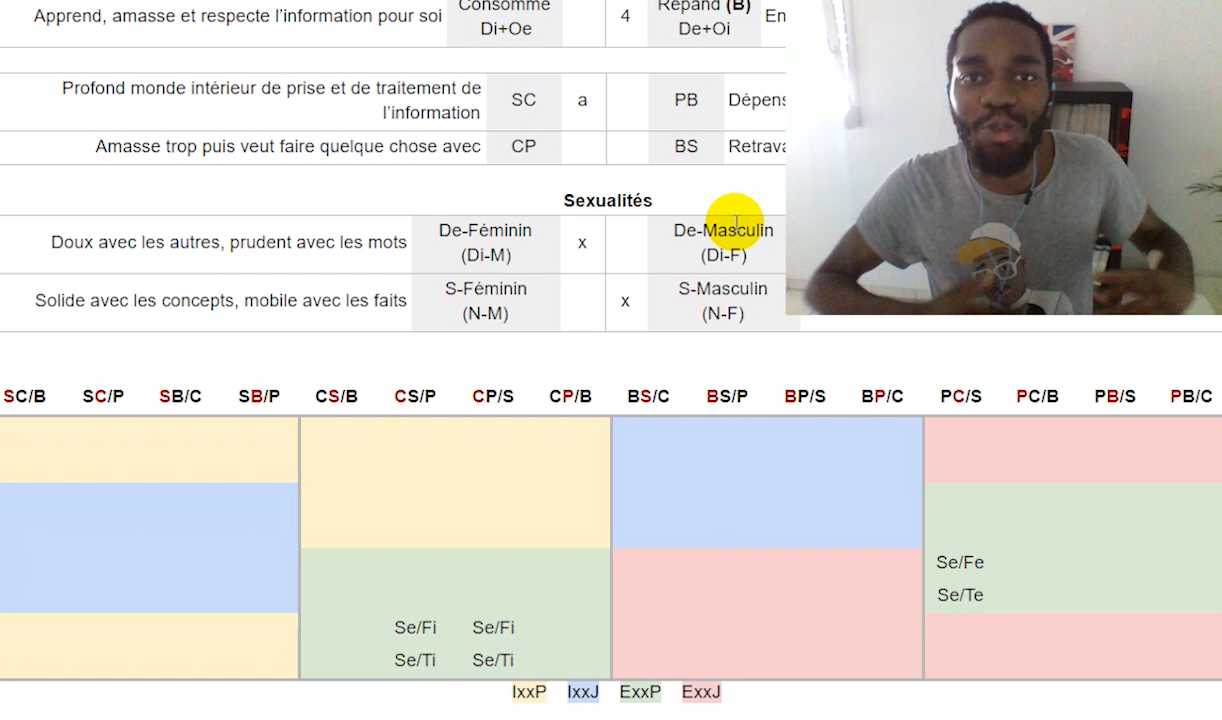 Apprend, amasse et respecte l'information pour soi Consomme 4 Répand (B) En
Di+Oe De+Oi
Profond monde intérieur de prise et de traitement de
l'information SC a PB Dépens
Amasse trop puis veut faire quelque chose avec CP BS Retrava
Sexualités
Doux avec les autres, prudent avec les mots De-Féminin x De-Masculin
(Di-M) (Di-F)
Solide avec les concepts, mobile avec les faits S-Féminin x S-Masculin
(N-M) (N-F)
SC/B SC/P SB/C SB/P CS/B CS/P CP/S CP/B BS/C BS/P BP/S BP/C PC/S PC/B PB/S PB/C
Se/Fe
Se/Te
Se/Fi Se/Fi
Se/Ti Se/Ti
IxxP IxxJ ExxP ExxJ